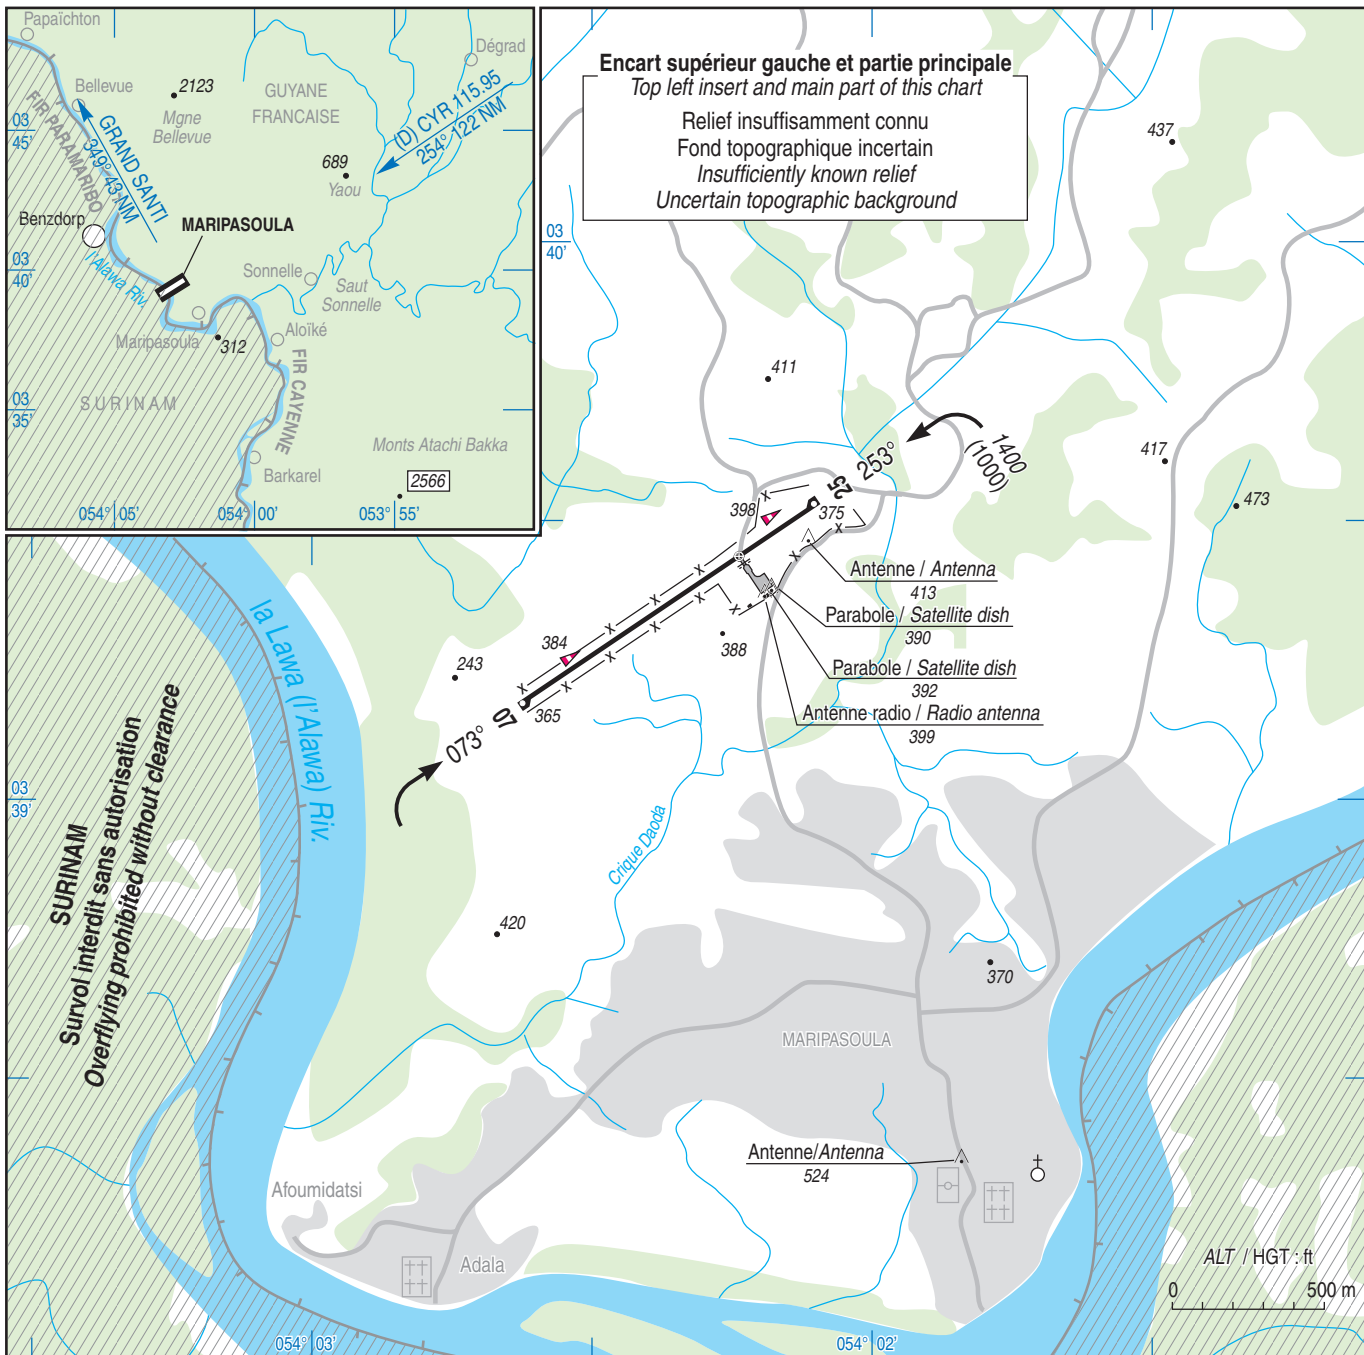 Papaïchton
Dégrad
Bellevue
2123
Mgne
Bellevue
GUYANE
FRANCAISE
(D) CYR 115.95
254° 122 NM
03
45'
FIR PARAMARIBO
GRAND SANTI
349° 43 NM
689
Yaou
Benzdorp
MARIPASOULA
l'Alawa Riv.
03
40'
Sonnelle
Saut
Sonnelle
Maripasoula
312
Aloïké
FIR CAYENNE
03
35'
SURINAM
Monts Atachi Bakka
Barkarel
2566
054° 05'
054° 00'
053° 55'
Encart supérieur gauche et partie principale
Top left insert and main part of this chart
Relief insuffisamment connu
Fond topographique incertain
Insufficiently known relief
Uncertain topographic background
437
03
40'
411
417
473
1400
(1000)
253°
25
375
398
Antenne / Antenna
413
Parabole / Satellite dish
390
Parabole / Satellite dish
392
Antenne radio / Radio antenna
399
388
384
243
365
07
073°
la Lawa (l'Alawa) Riv.
SURINAM
Survol interdit sans autorisation
Overflying prohibited without clearance
03
39'
Crique Daoda
420
370
MARIPASOULA
Antenne/Antenna
524
Afoumidatsi
Adala
ALT / HGT : ft
0
500 m
054° 03'
054° 02'